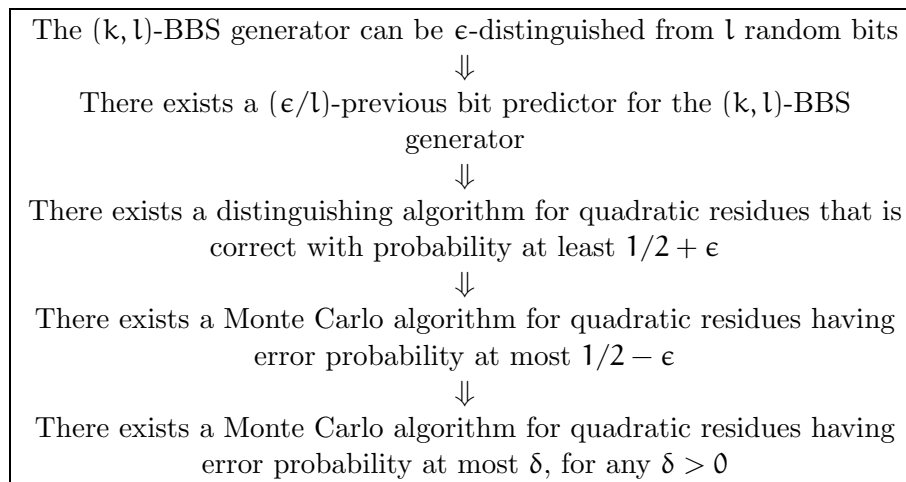 The (k, l)-BBS generator can be ϵ-distinguished from l random bits
⇓
There exists a (ϵ/l)-previous bit predictor for the (k, l)-BBS
generator
⇓
There exists a distinguishing algorithm for quadratic residues that is
correct with probability at least 1/2 + ϵ
⇓
There exists a Monte Carlo algorithm for quadratic residues having
error probability at most 1/2 − ϵ
⇓
There exists a Monte Carlo algorithm for quadratic residues having
error probability at most δ, for any δ > 0